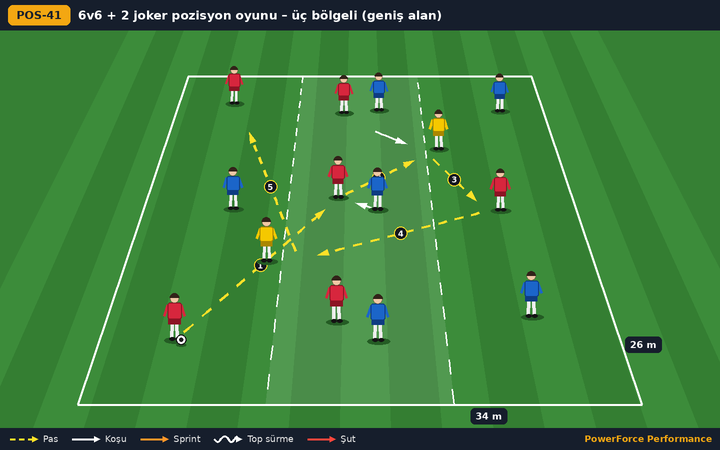 POS-41 6v6 + 2 joker pozisyon oyunu – üç bölgeli (geniş alan)
3
5
4
1
26 m
34 m
Pas Koşu Sprint Top sürme Şut PowerForce Performance